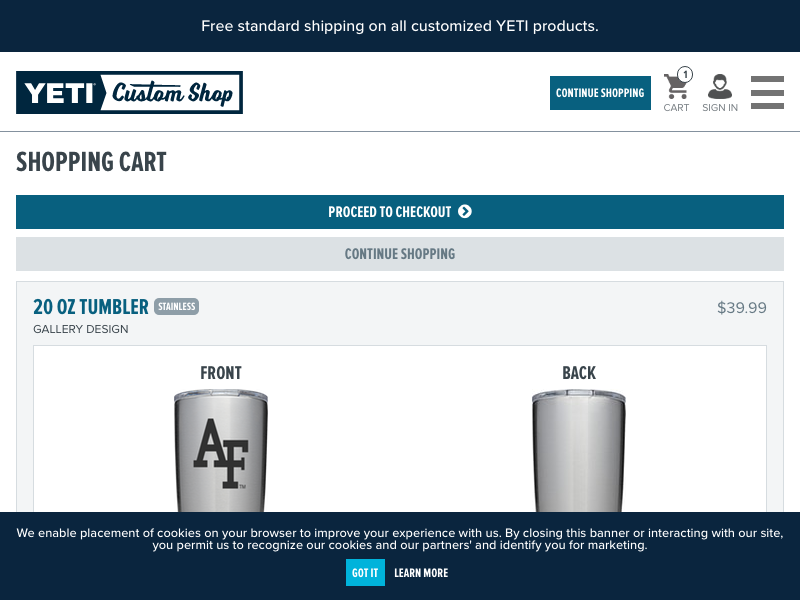 Free standard shipping on all customized YETI products.
YETI Custom Shop
CONTINUE SHOPPING
1
CART
SIGN IN
SHOPPING CART
PROCEED TO CHECKOUT
CONTINUE SHOPPING
20 OZ TUMBLER STAINLESS
$39.99
GALLERY DESIGN
FRONT
BACK
AF
TM
We enable placement of cookies on your browser to improve your experience with us. By closing this banner or interacting with our site,
you permit us to recognize our cookies and our partners' and identify you for marketing.
GOT IT
LEARN MORE